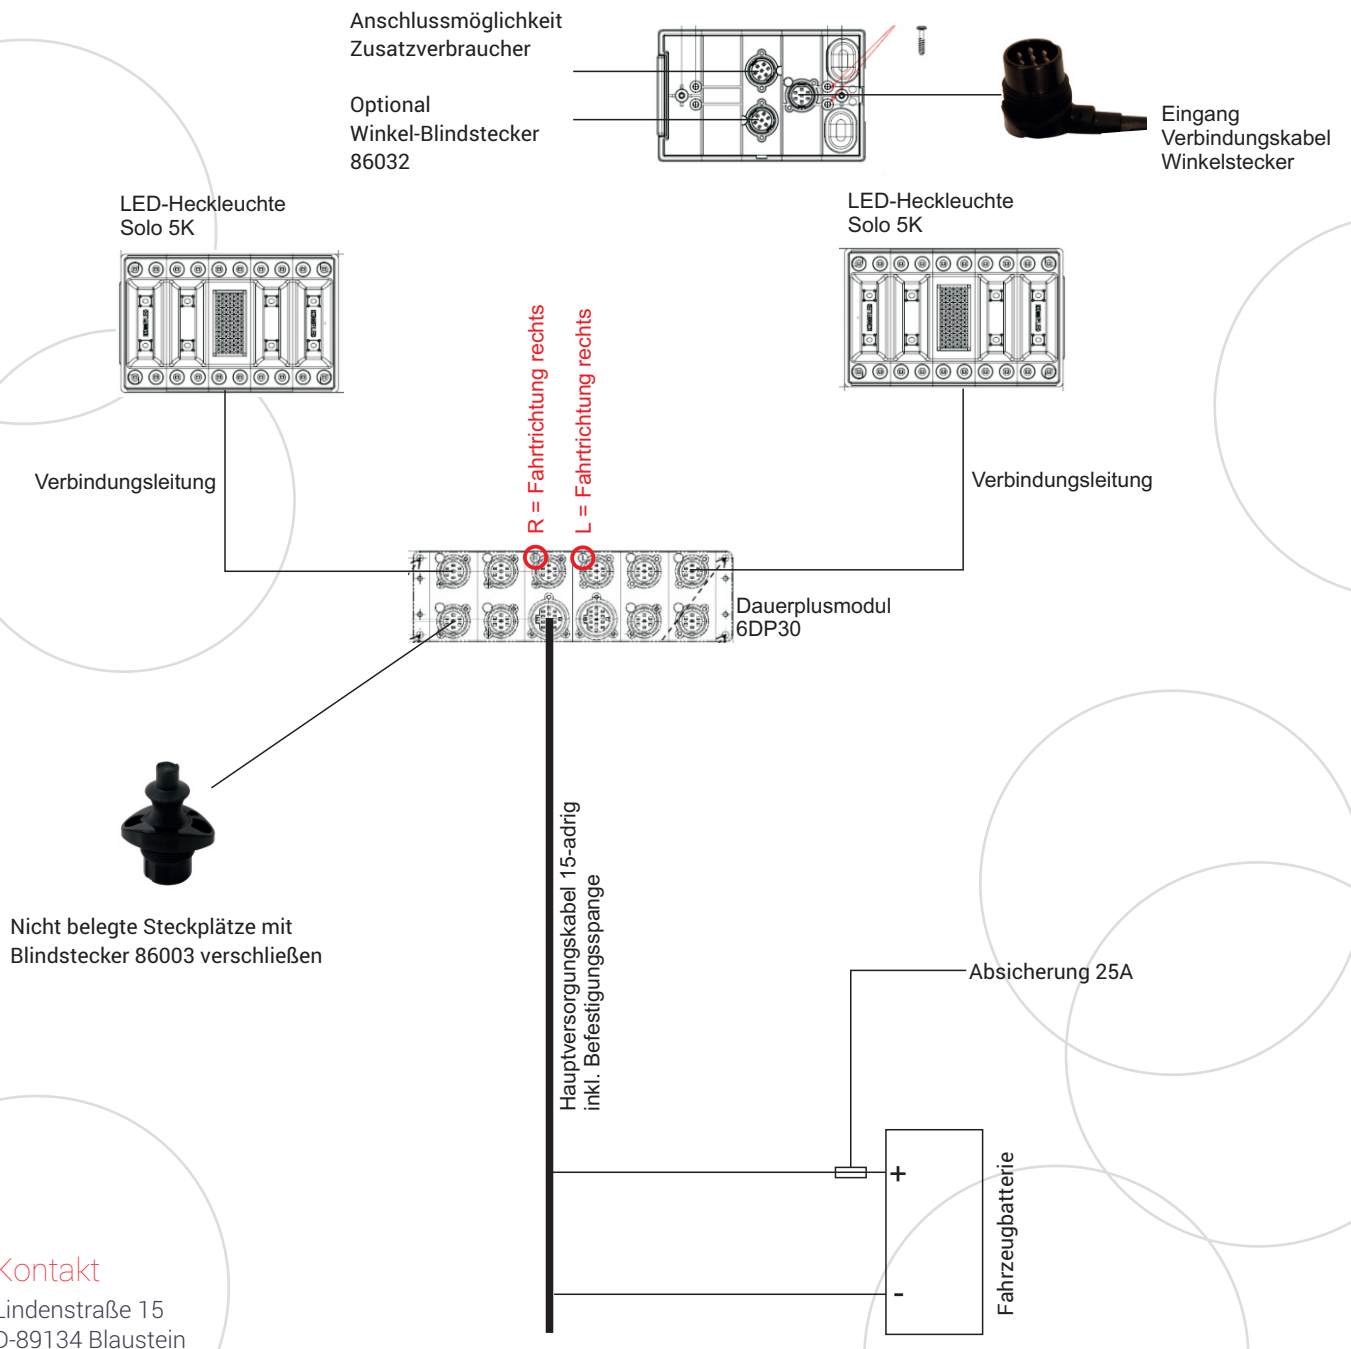 Anschlussmöglichkeit
Zusatzverbraucher
Optional
Winkel-Blindstecker
86032
Eingang
Verbindungskabel
Winkelstecker
LED-Heckleuchte
Solo 5K
LED-Heckleuchte
Solo 5K
R = Fahrtrichtung rechts
L = Fahrtrichtung rechts
Verbindungsleitung
Verbindungsleitung
Dauerplusmodul
6DP30
Nicht belegte Steckplätze mit
Blindstecker 86003 verschließen
Hauptversorgungskabel 15-adrig
inkl. Befestigungsspange
Absicherung 25A
+
-
Fahrzeugbatterie
Kontakt
Lindenstraße 15
D-89134 Blaustein